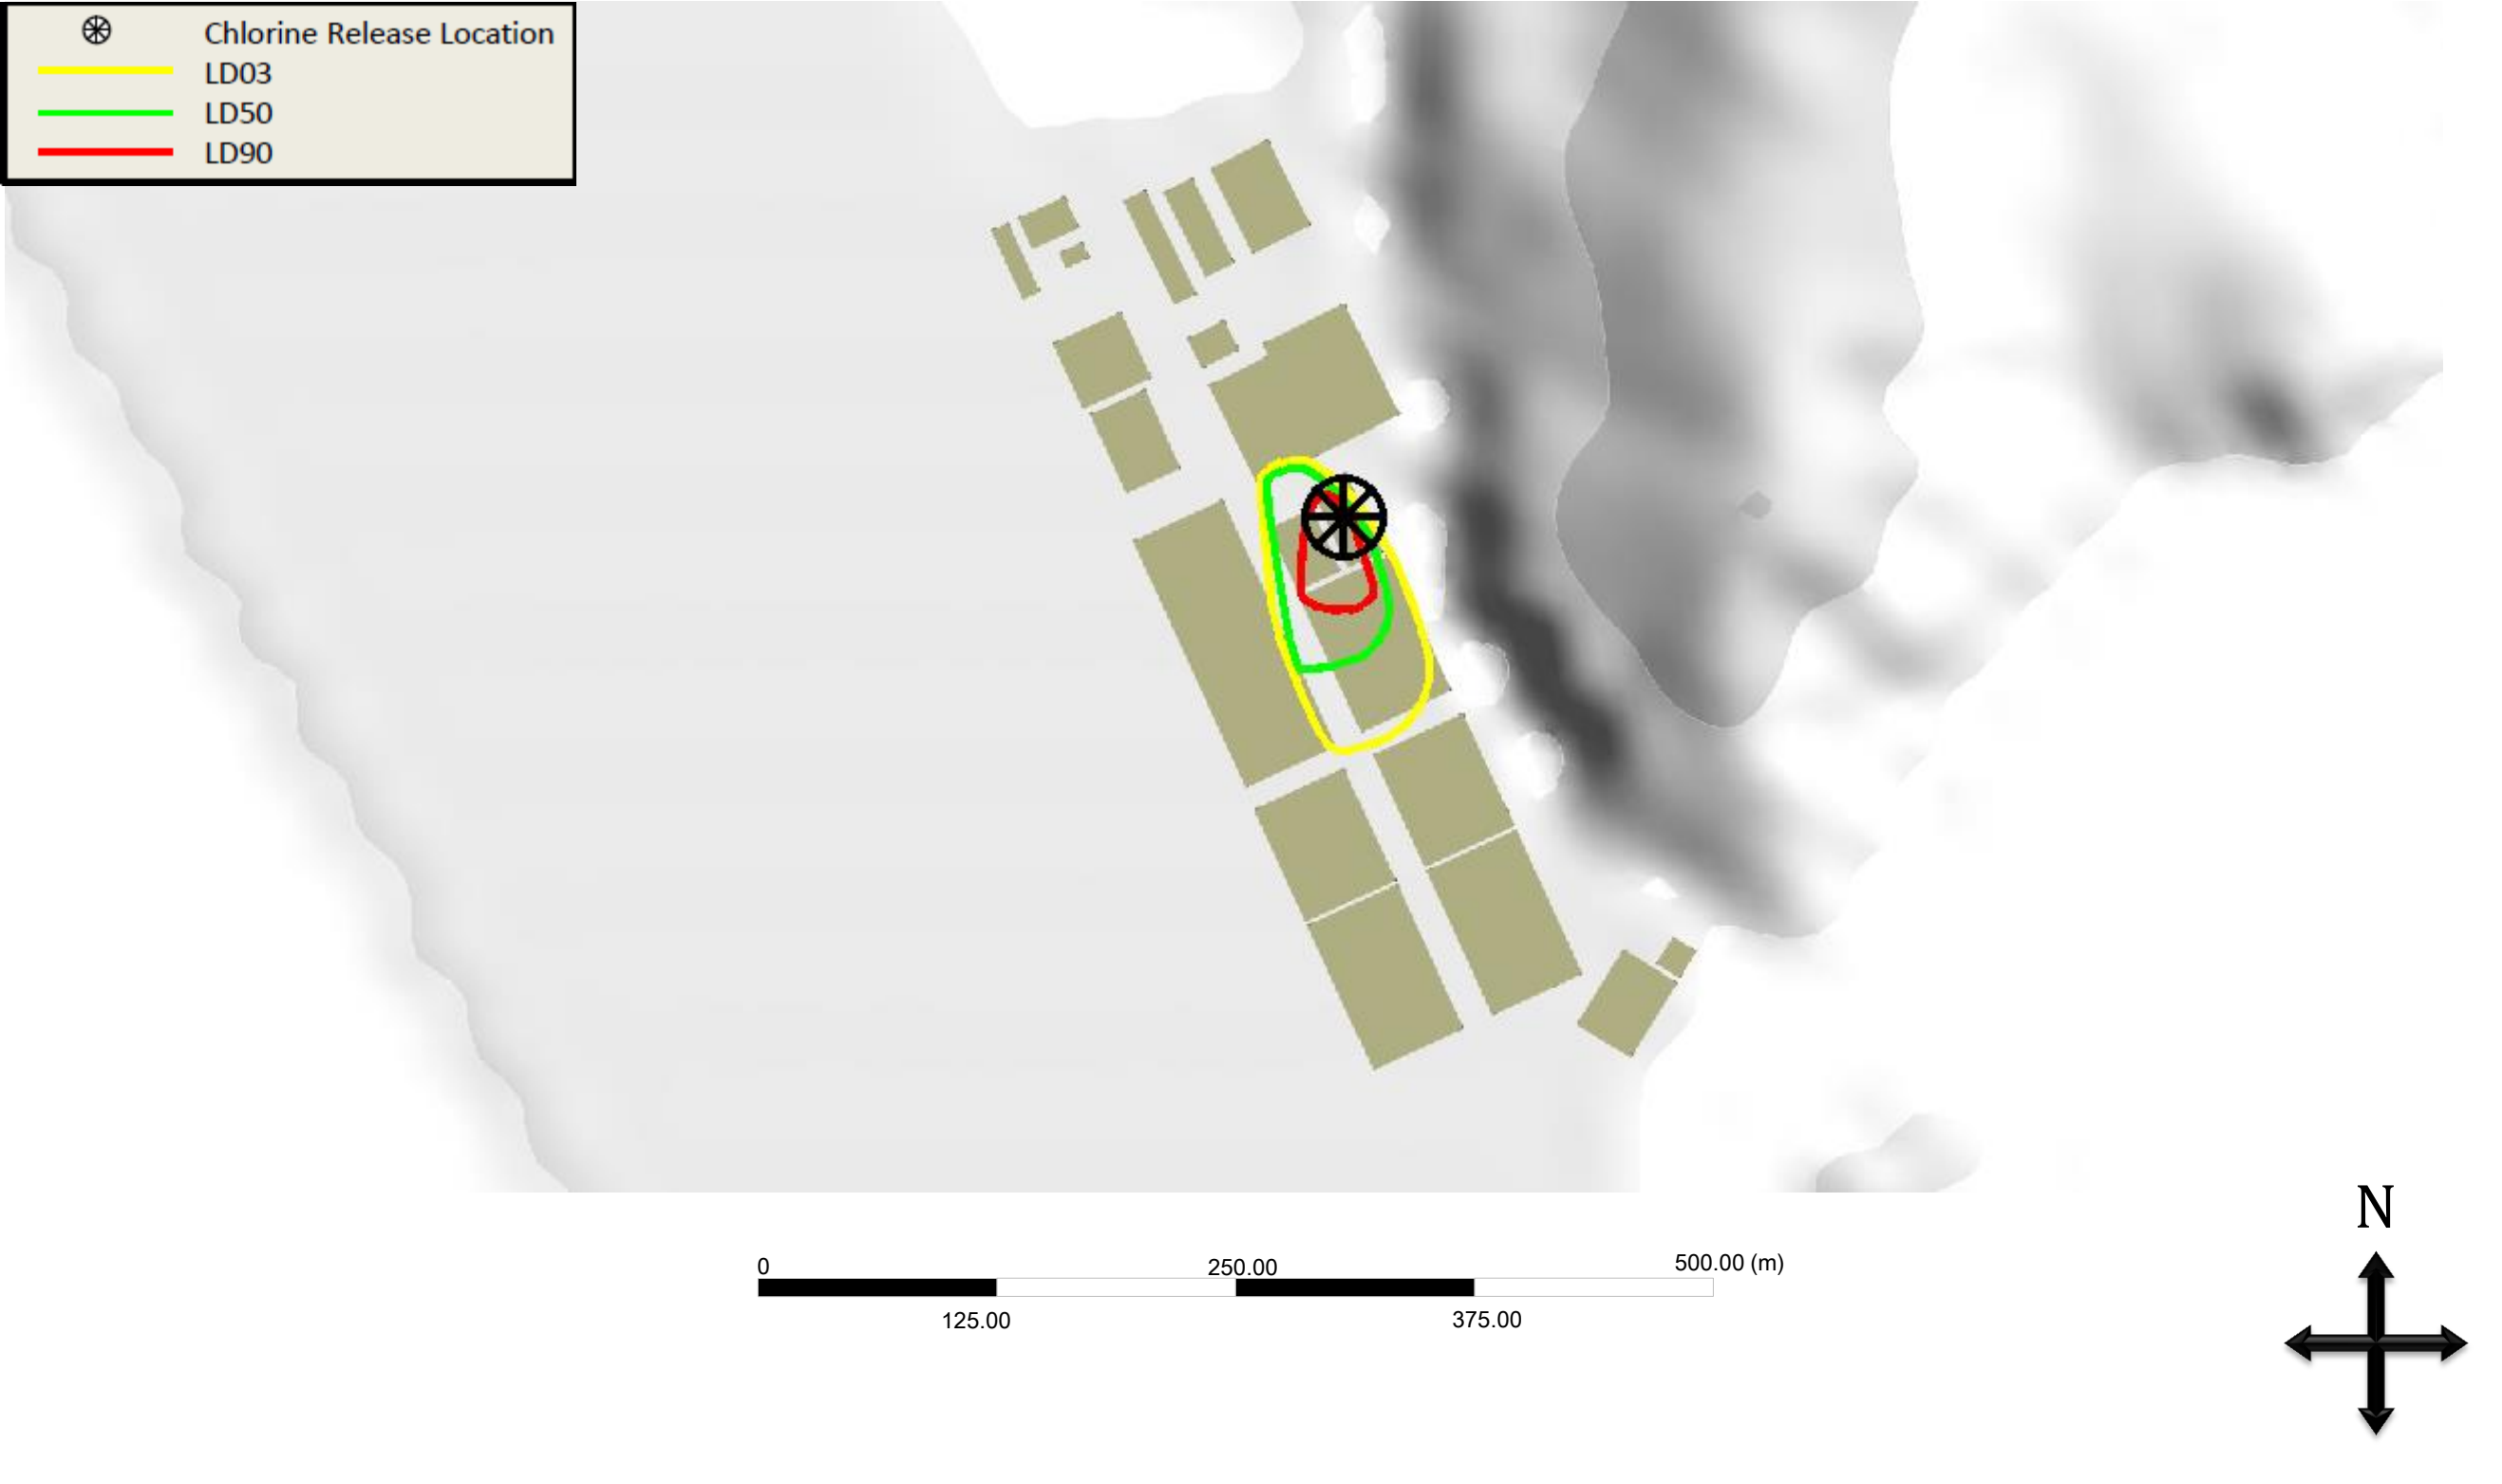 Chlorine Release Location
LD03
LD50
LD90
N
0 250.00 500.00 (m)
125.00 375.00